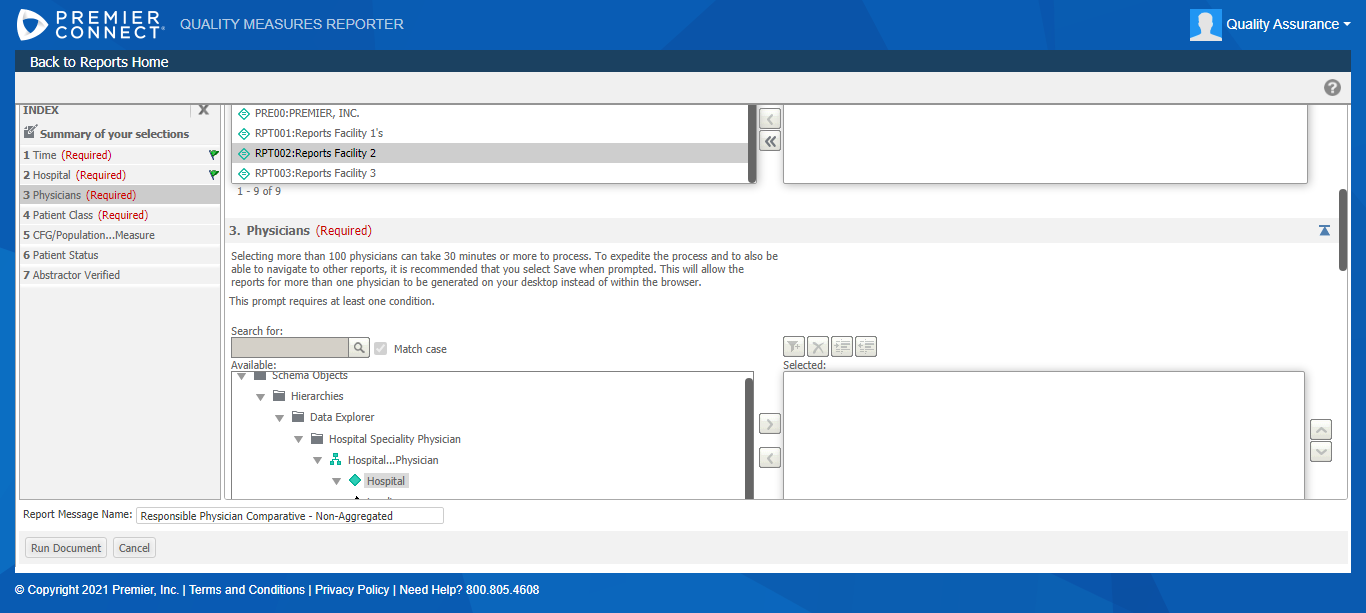 PREMIER CONNECT® QUALITY MEASURES REPORTER
Quality Assurance
Back to Reports Home
?
INDEX X
Summary of your selections
1 Time (Required)
2 Hospital (Required)
3 Physicians (Required)
4 Patient Class (Required)
5 CFG/Population...Measure
6 Patient Status
7 Abstractor Verified
PRE00:PREMIER, INC.
RPT001:Reports Facility 1's
RPT002:Reports Facility 2
RPT003:Reports Facility 3
1 - 9 of 9
3. Physicians (Required)
Selecting more than 100 physicians can take 30 minutes or more to process. To expedite the process and to also be
able to navigate to other reports, it is recommended that you select Save when prompted. This will allow the
reports for more than one physician to be generated on your desktop instead of within the browser.
This prompt requires at least one condition.
Search for:
Match case
Available:
Selected:
Schema Objects
Hierarchies
Data Explorer
Hospital Speciality Physician
Hospital...Physician
Hospital
Report Message Name: Responsible Physician Comparative - Non-Aggregated
Run Document Cancel
© Copyright 2021 Premier, Inc. | Terms and Conditions | Privacy Policy | Need Help? 800.805.4608